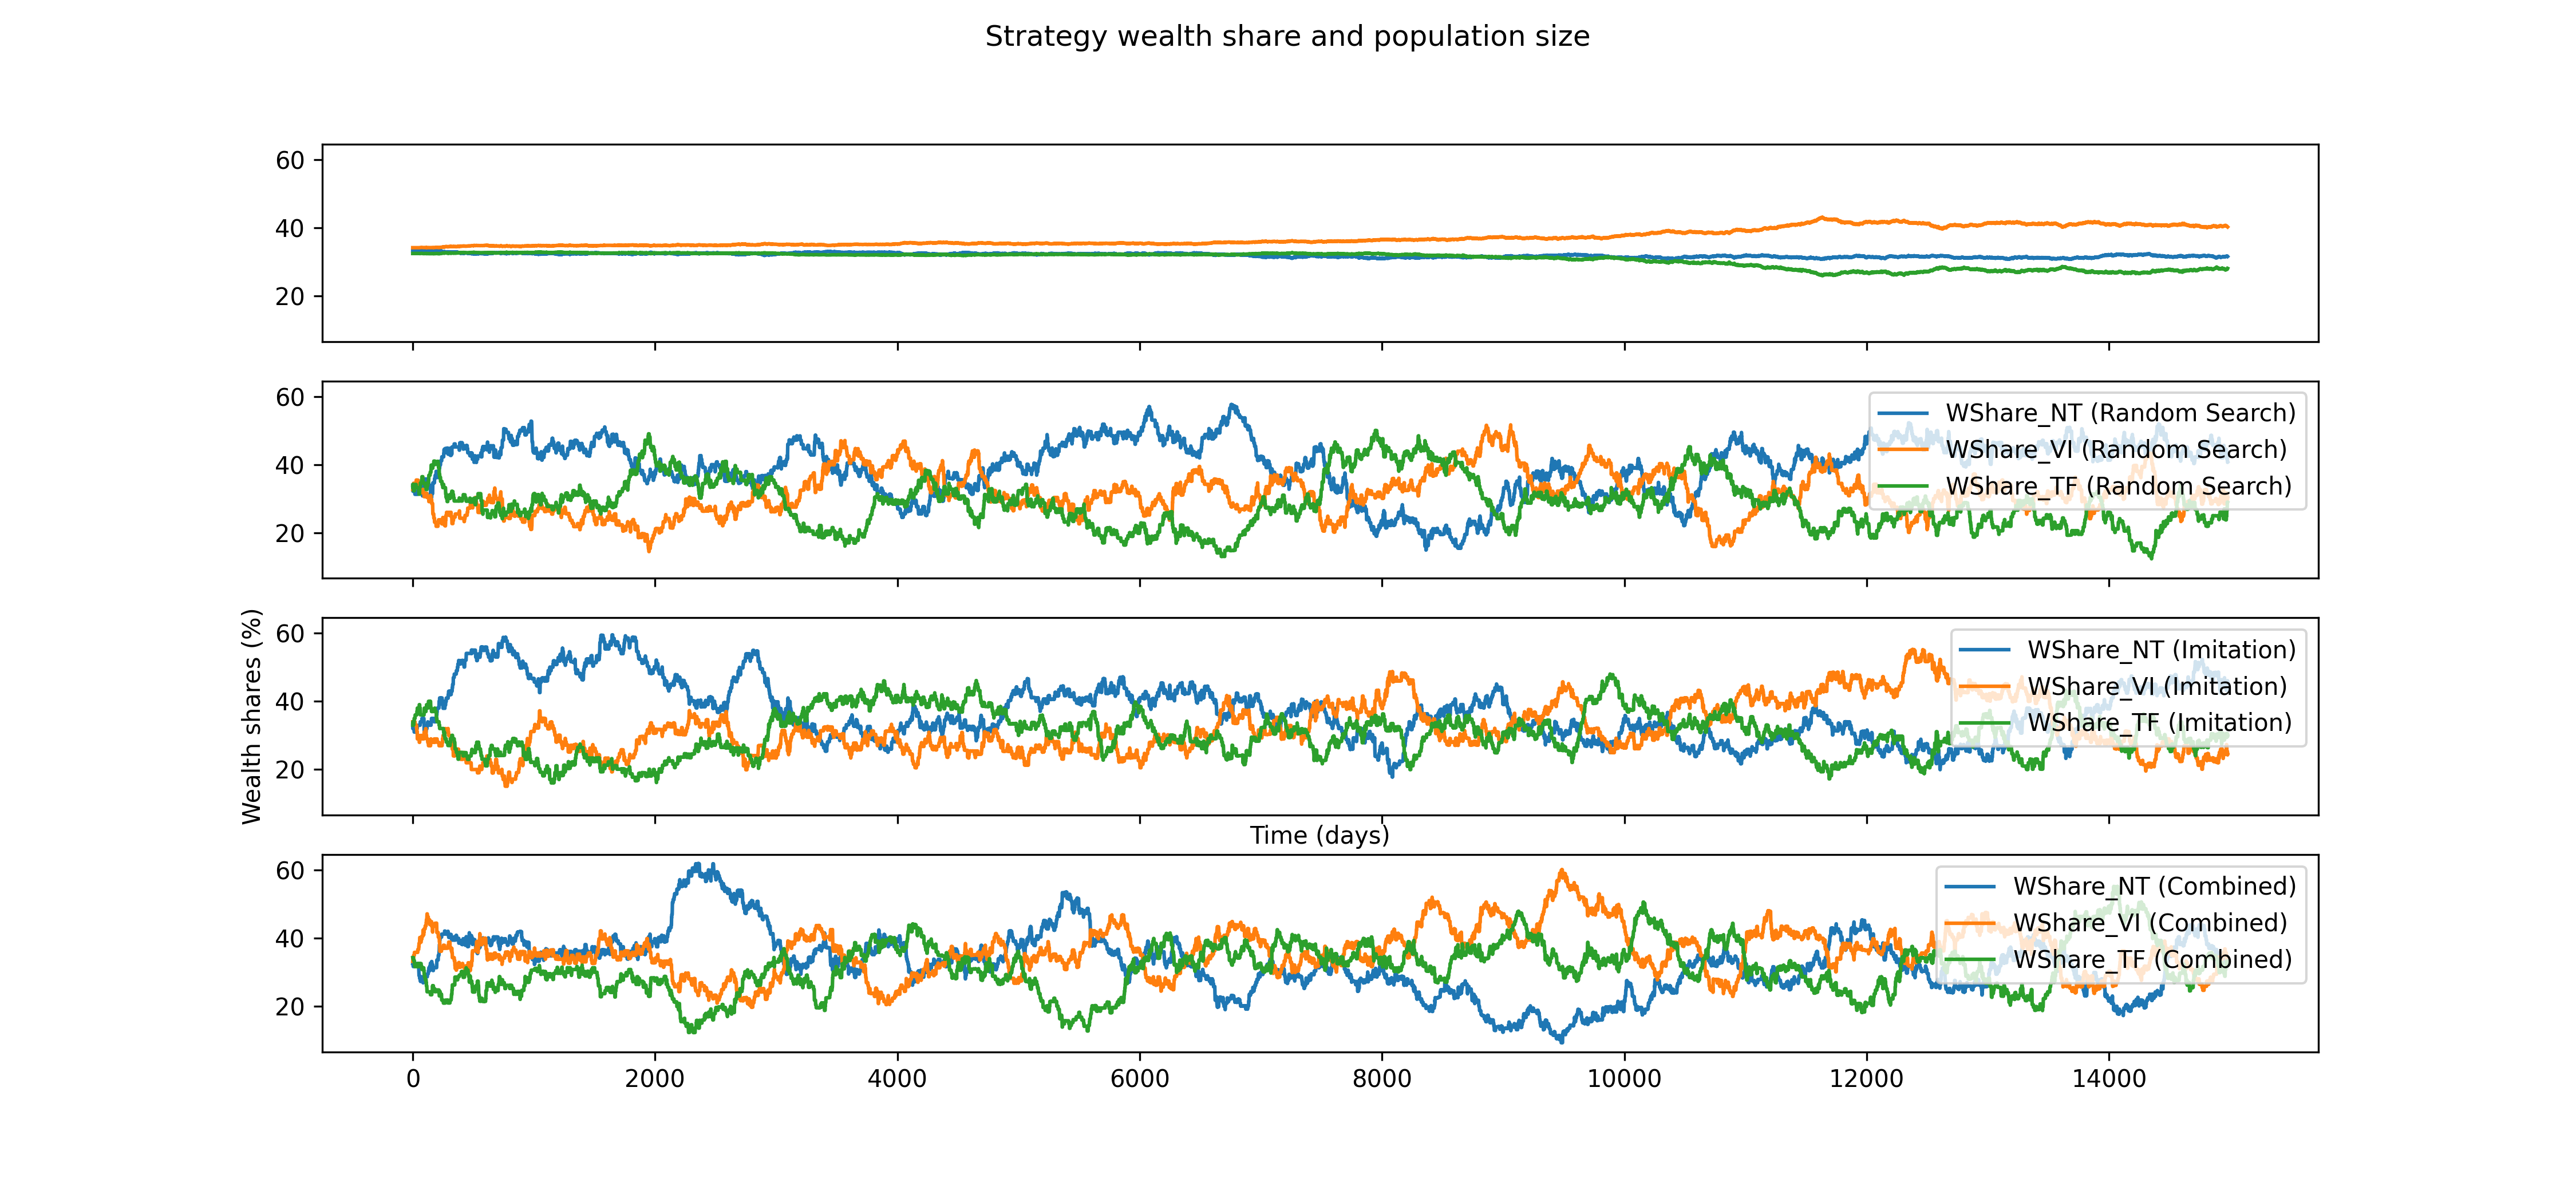 Strategy wealth share and population size
60
40
20
60
40
20
WShare_NT (Random Search)
WShare_VI (Random Search)
WShare_TF (Random Search)
Wealth shares (%)
60
40
20
WShare_NT (Imitation)
WShare_VI (Imitation)
WShare_TF (Imitation)
Time (days)
60
40
20
WShare_NT (Combined)
WShare_VI (Combined)
WShare_TF (Combined)
0 2000 4000 6000 8000 10000 12000 14000